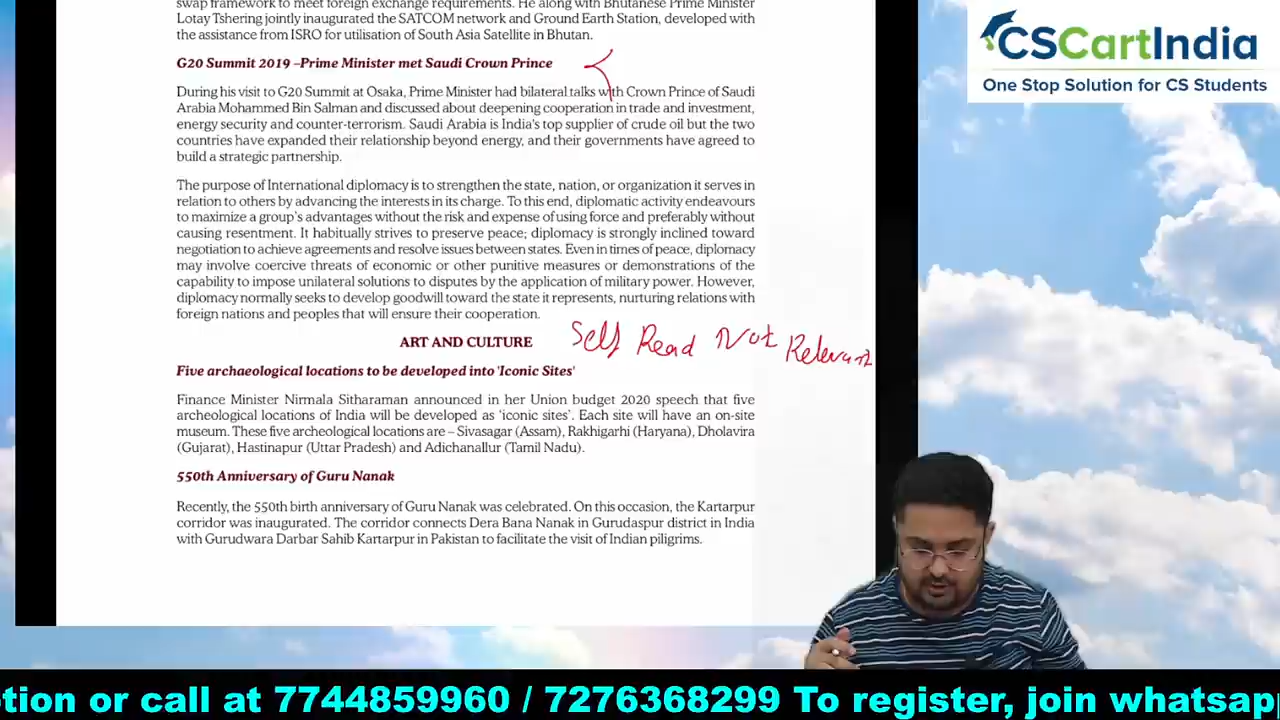 swap framework to meet foreign exchange requirements. He along with Bhutanese Prime Minister
Lotay Tshering jointly inaugurated the SATCOM network and Ground Earth Station, developed with
the assistance from ISRO for utilisation of South Asia Satellite in Bhutan.
G20 Summit 2019 –Prime Minister met Saudi Crown Prince
During his visit to G20 Summit at Osaka, Prime Minister had bilateral talks with Crown Prince of Saudi
Arabia Mohammed Bin Salman and discussed about deepening cooperation in trade and investment,
energy security and counter-terrorism. Saudi Arabia is India's top supplier of crude oil but the two
countries have expanded their relationship beyond energy, and their governments have agreed to
build a strategic partnership.
The purpose of International diplomacy is to strengthen the state, nation, or organization it serves in
relation to others by advancing the interests in its charge. To this end, diplomatic activity endeavours
to maximize a group's advantages without the risk and expense of using force and preferably without
causing resentment. It habitually strives to preserve peace; diplomacy is strongly inclined toward
negotiation to achieve agreements and resolve issues between states. Even in times of peace, diplomacy
may involve coercive threats of economic or other punitive measures or demonstrations of the
capability to impose unilateral solutions to disputes by the application of military power. However,
diplomacy normally seeks to develop goodwill toward the state it represents, nurturing relations with
foreign nations and peoples that will ensure their cooperation.
ART AND CULTURE
Self Read Not Relevant
Five archaeological locations to be developed into 'Iconic Sites'
Finance Minister Nirmala Sitharaman announced in her Union budget 2020 speech that five
archeological locations of India will be developed as 'iconic sites'. Each site will have an on-site
museum. These five archeological locations are – Sivasagar (Assam), Rakhigarhi (Haryana), Dholavira
(Gujarat), Hastinapur (Uttar Pradesh) and Adichanallur (Tamil Nadu).
550th Anniversary of Guru Nanak
Recently, the 550th birth anniversary of Guru Nanak was celebrated. On this occasion, the Kartarpur
corridor was inaugurated. The corridor connects Dera Bana Nanak in Gurudaspur district in India
with Gurudwara Darbar Sahib Kartarpur in Pakistan to facilitate the visit of Indian piligrims.
CSCartIndia
One Stop Solution for CS Students
tion or call at 7744859960 / 7276368299 To register, join whatsapp